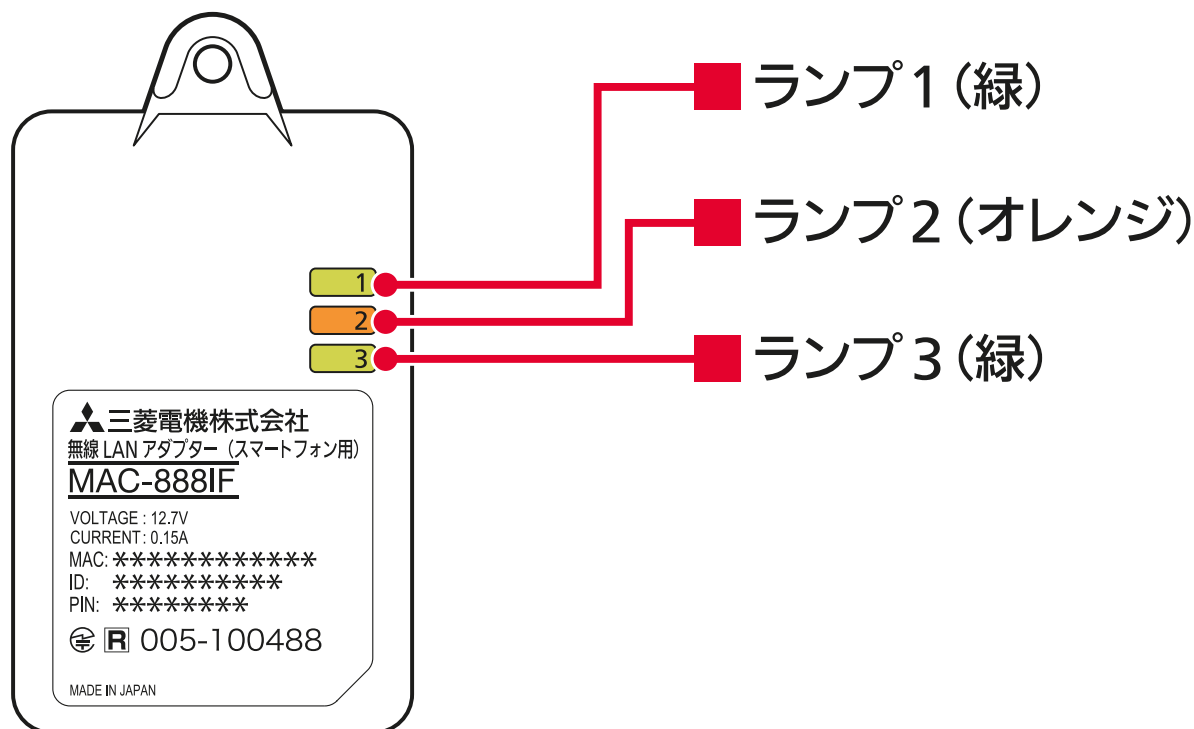 ランプ1（緑）
ランプ2（オレンジ）
ランプ3（緑）
1
2
3
三菱電機株式会社
無線 LAN アダプター（スマートフォン用）
MAC-888IF
VOLTAGE : 12.7V
CURRENT : 0.15A
MAC: ************
ID: **********
PIN: ********
R 005-100488
MADE IN JAPAN